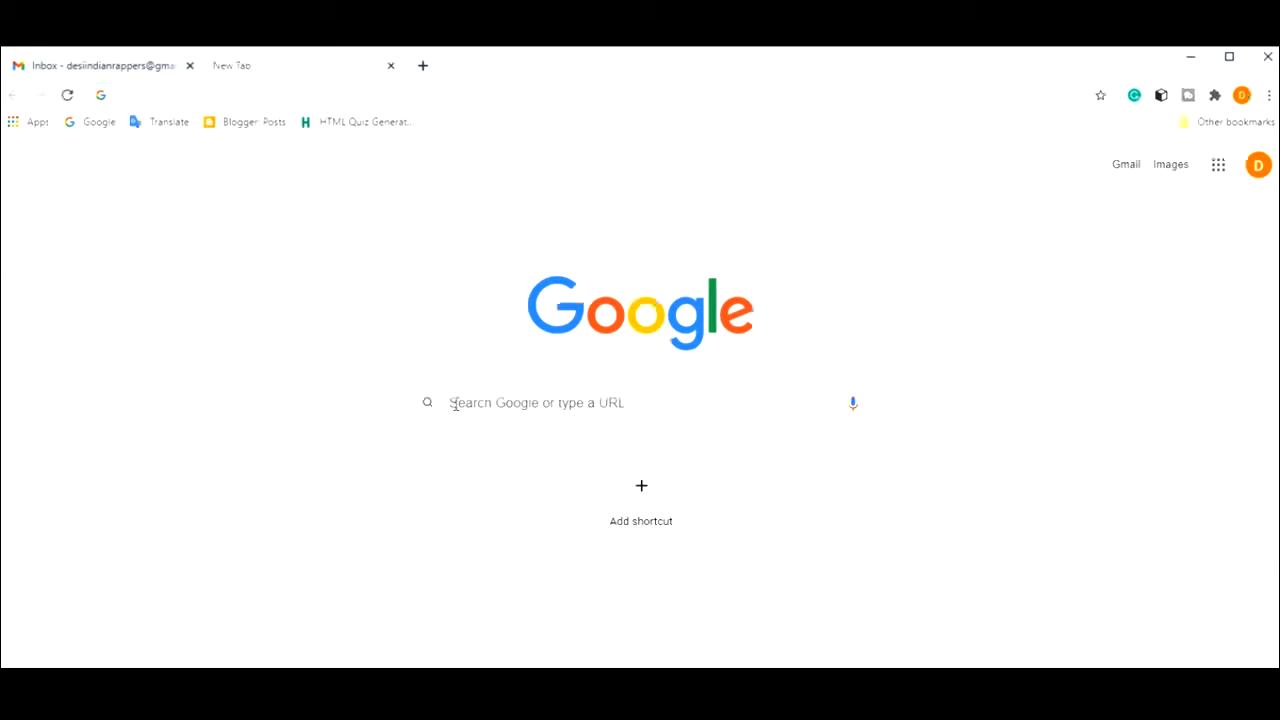 Inbox - desiindianrappers@gma
New Tab
Apps
Google
Translate
Blogger: Posts
HTML Quiz Generat...
Other bookmarks
Gmail
Images
D
Google
Search Google or type a URL
Add shortcut